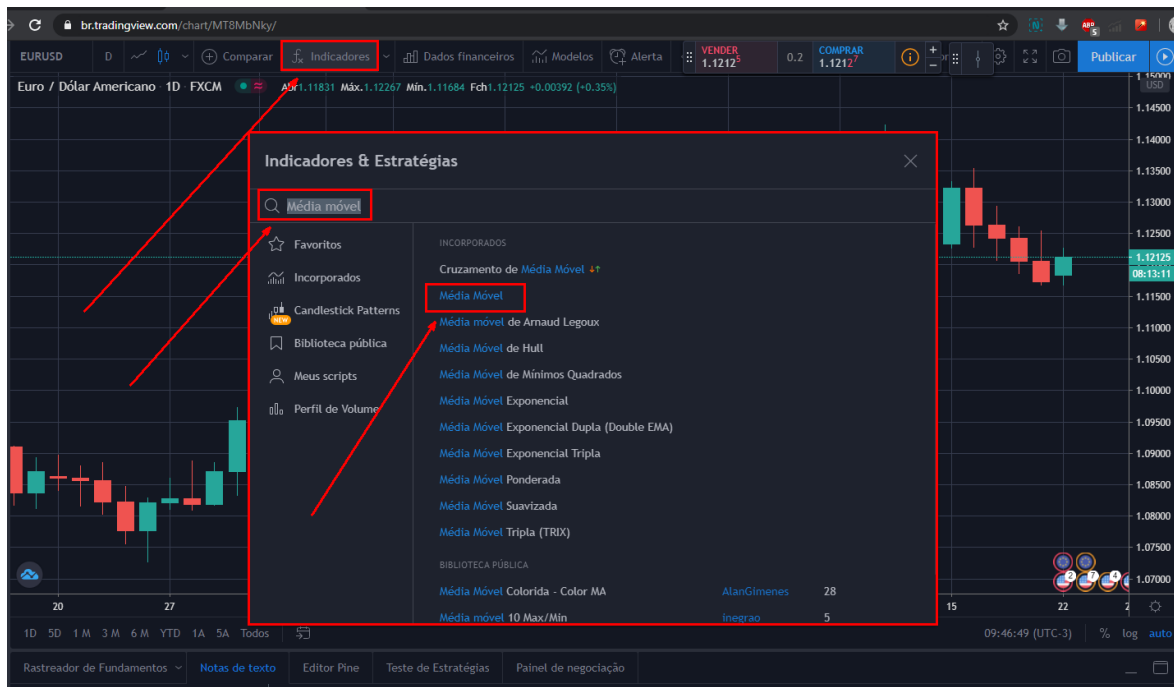 br.tradingview.com/chart/MT8MbNky/
EURUSD D Comparar fx Indicadores Dados financeiros Modelos Alerta VENDER 1.12125 0.2 COMPRAR 1.12127 Publicar
Euro / Dólar Americano 1D FXCM Abr1.11831 Máx.1.12267 Mín.1.11684 Fch1.12125 +0.00392 (+0.35%)
1.15000
USD
1.14500
1.14000
1.13500
1.13000
1.12500
1.12125
08:13:11
1.11500
1.11000
1.10500
1.10000
1.09500
1.09000
1.08500
1.08000
1.07500
1.07000
Indicadores & Estratégias
Média móvel
Favoritos
Incorporados
Candlestick Patterns
NEW
Biblioteca pública
Meus scripts
Perfil de Volume
INCORPORADOS
Cruzamento de Média Móvel
Média Móvel
Média móvel de Arnaud Legoux
Média Móvel de Hull
Média Móvel de Mínimos Quadrados
Média Móvel Exponencial
Média Móvel Exponencial Dupla (Double EMA)
Média Móvel Exponencial Tripla
Média Móvel Ponderada
Média Móvel Suavizada
Média Móvel Tripla (TRIX)
BIBLIOTECA PÚBLICA
Média Móvel Colorida - Color MA AlanGimenes 28
Média móvel 10 Max/Min inegrao 5
2 7 4
20 27 15 22 2
1D 5D 1M 3M 6M YTD 1A 5A Todos 09:46:49 (UTC-3) % log auto
Rastreador de Fundamentos Notas de texto Editor Pine Teste de Estratégias Painel de negociação